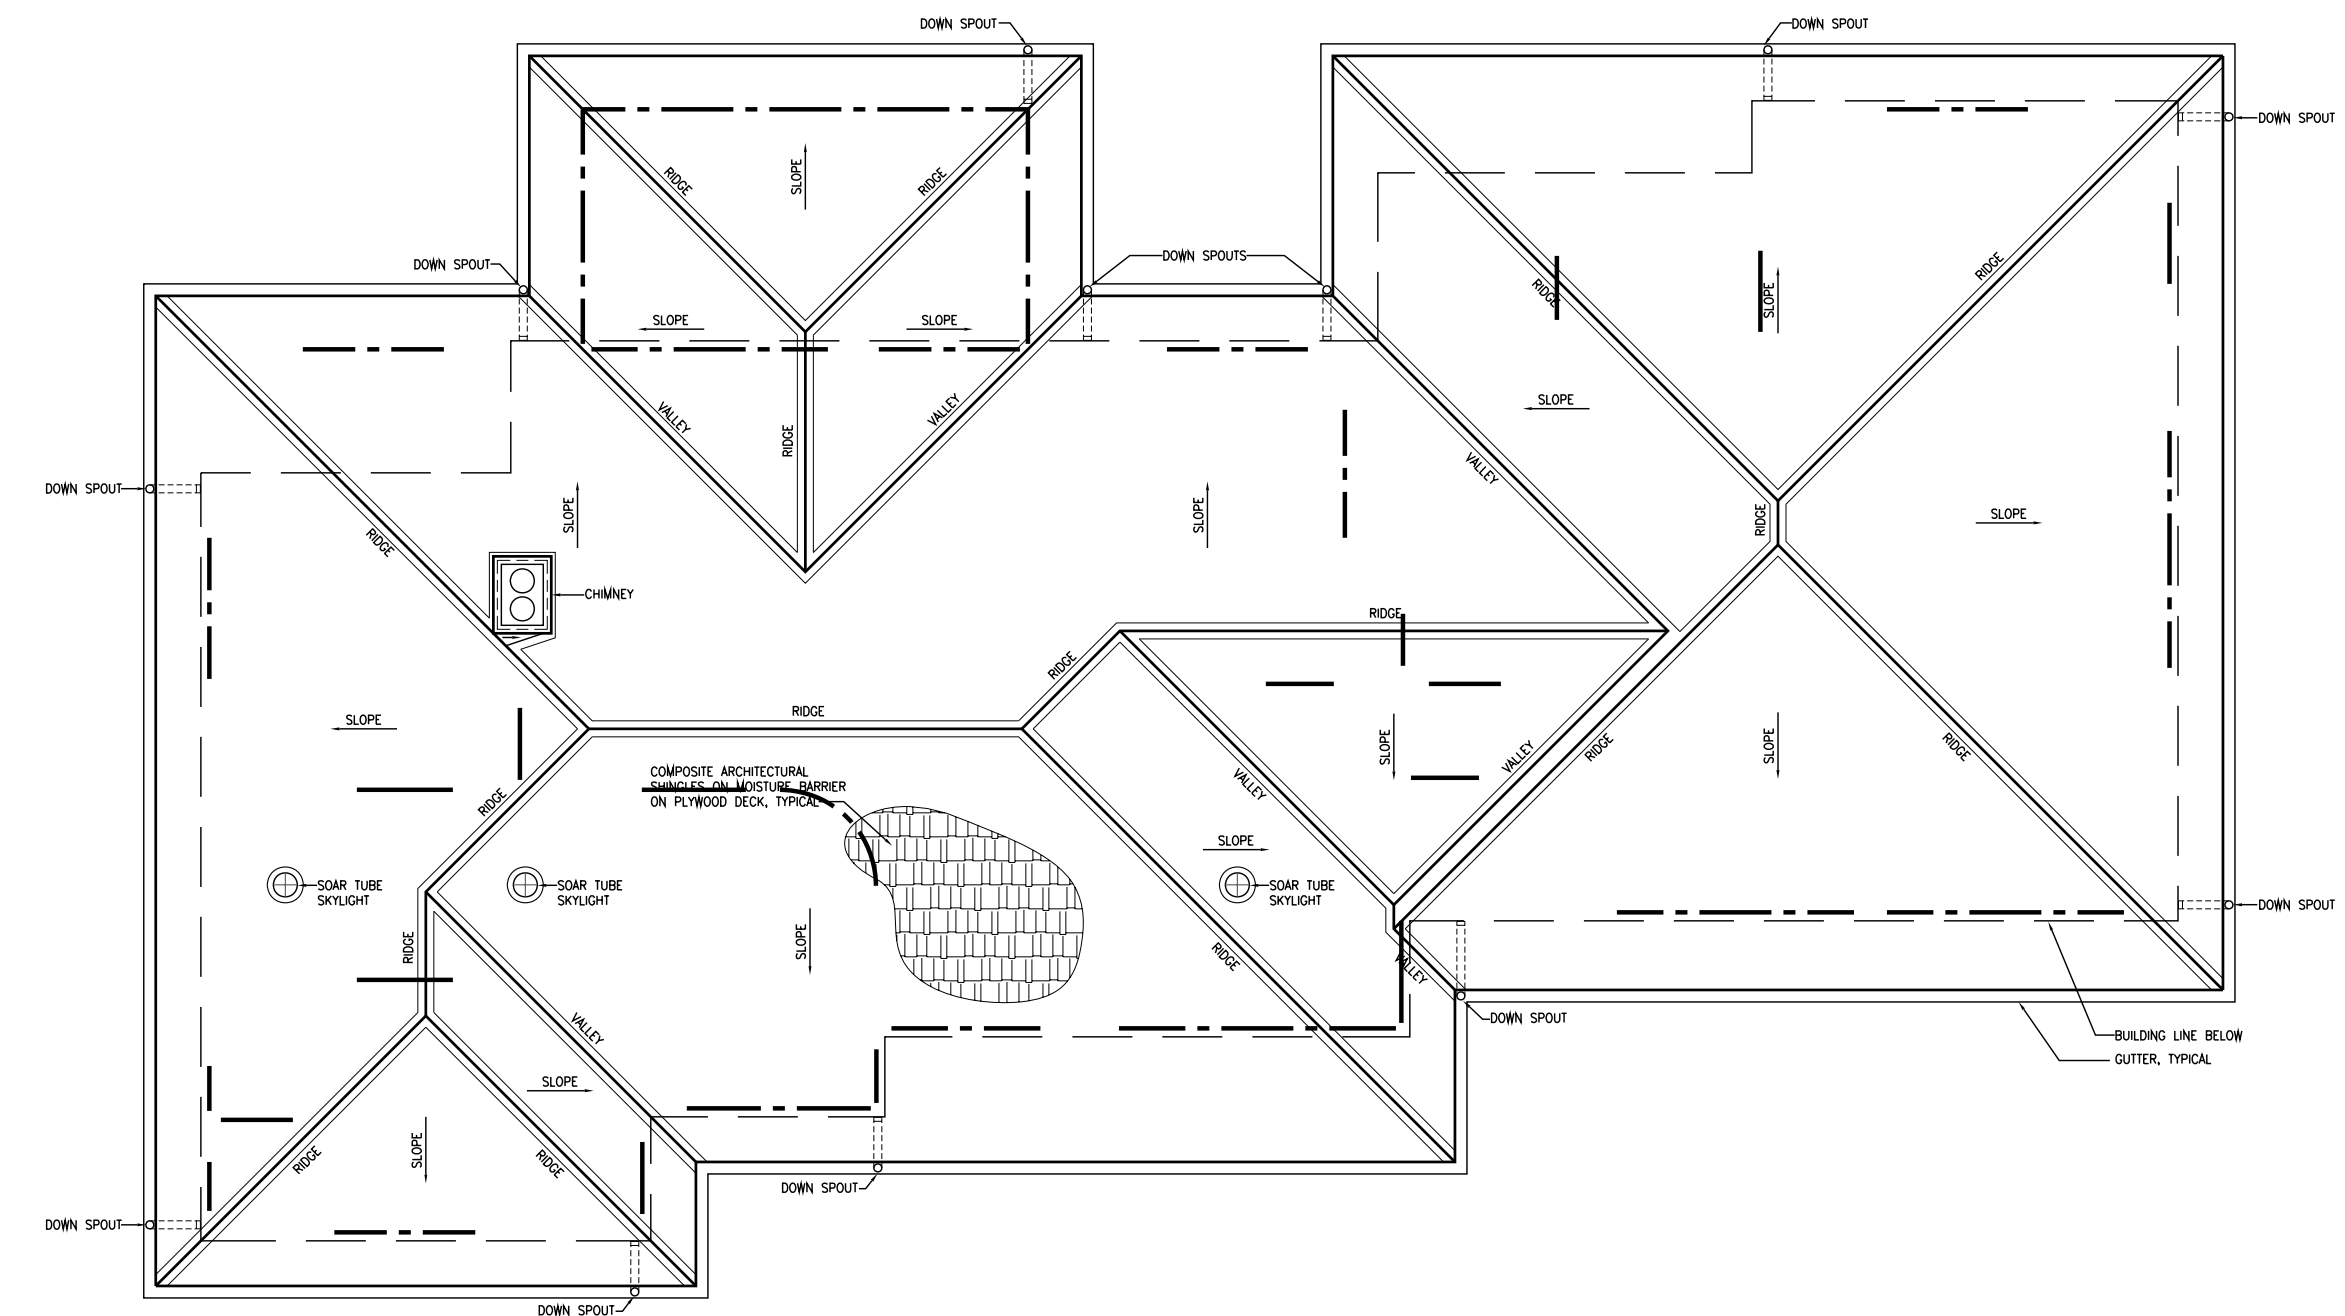 DOWN SPOUT
DOWN SPOUT
DOWN SPOUT
RIDGE
SLOPE
RIDGE
DOWN SPOUT
DOWN SPOUTS
RIDGE
SLOPE
RIDGE
SLOPE
SLOPE
VALLEY
RIDGE
VALLEY
SLOPE
VALLEY
DOWN SPOUT
SLOPE
SLOPE
RIDGE
SLOPE
RIDGE
CHIMNEY
RIDGE
RIDGE
RIDGE
SLOPE
SLOPE
VALLEY
RIDGE
SLOPE
RIDGE
COMPOSITE ARCHITECTURAL
SHINGLES ON MOISTURE BARRIER
ON PLYWOOD DECK, TYPICAL
VALLEY
RIDGE
SLOPE
SOAR TUBE
SKYLIGHT
SOAR TUBE
SKYLIGHT
SOAR TUBE
SKYLIGHT
DOWN SPOUT
RIDGE
SLOPE
RIDGE
VALLEY
DOWN SPOUT
VALLEY
BUILDING LINE BELOW
GUTTER, TYPICAL
SLOPE
SLOPE
RIDGE
RIDGE
DOWN SPOUT
DOWN SPOUT
DOWN SPOUT